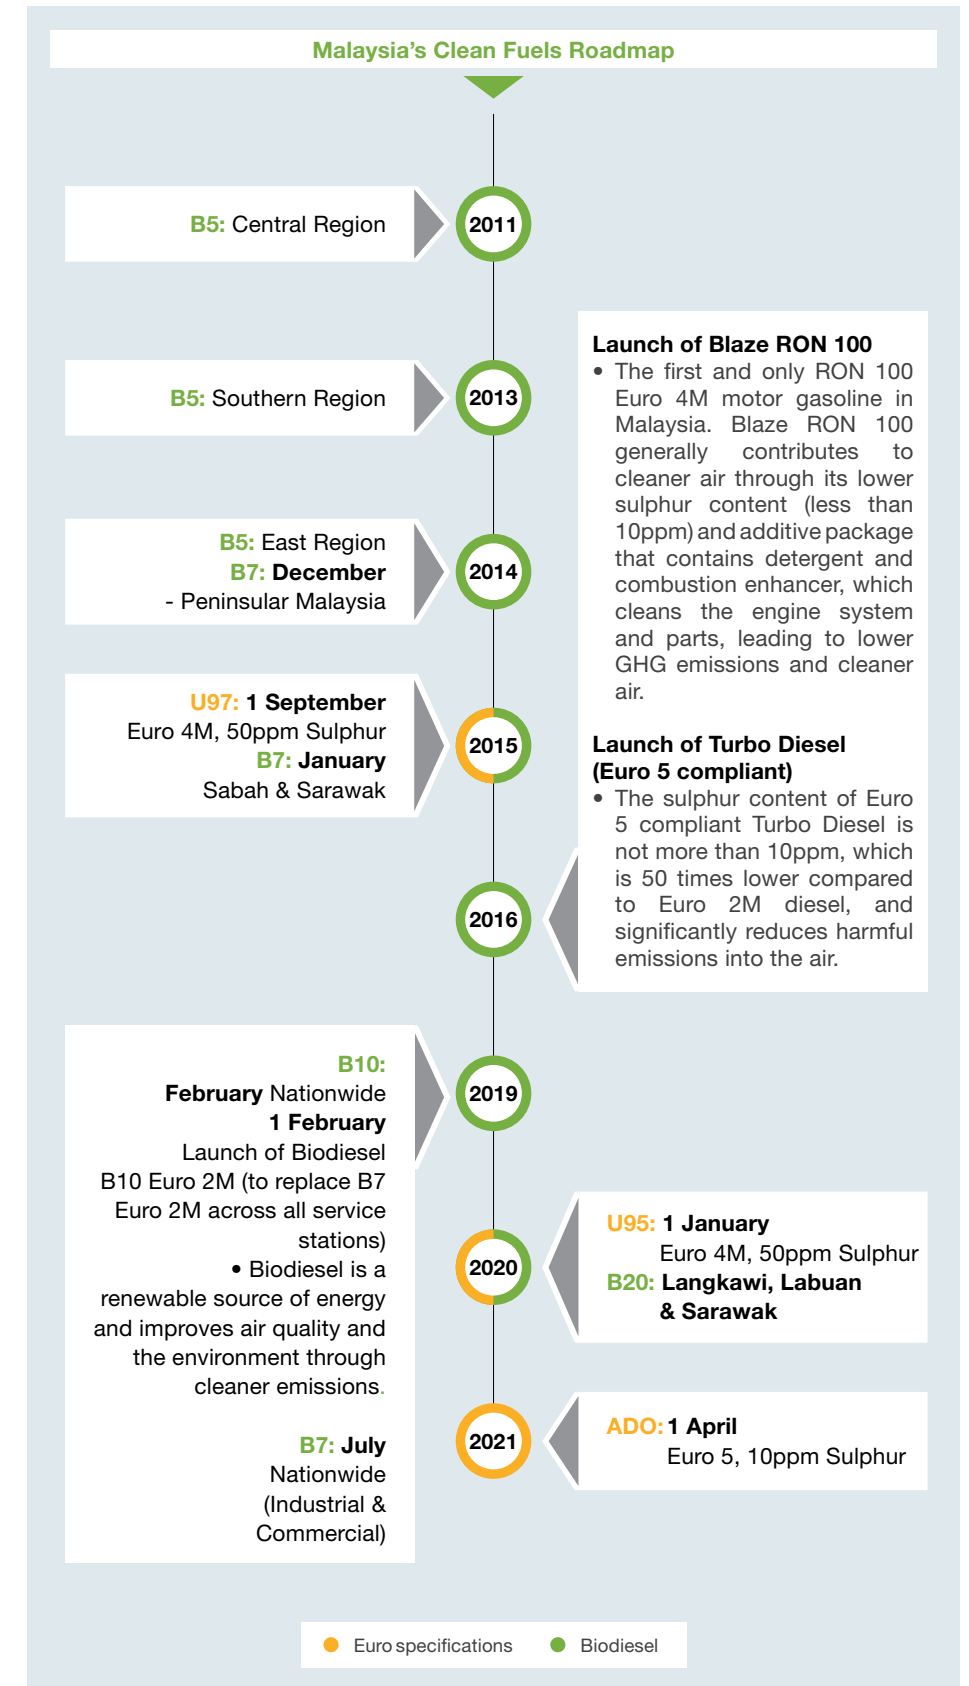 Malaysia's Clean Fuels Roadmap
2011
B5: Central Region
2013
B5: Southern Region
2014
B5: East Region
B7: December
- Peninsular Malaysia
2015
U97: 1 September
Euro 4M, 50ppm Sulphur
B7: January
Sabah & Sarawak
2016
Launch of Blaze RON 100
• The first and only RON 100
Euro 4M motor gasoline in
Malaysia. Blaze RON 100
generally contributes to
cleaner air through its lower
sulphur content (less than
10ppm) and additive package
that contains detergent and
combustion enhancer, which
cleans the engine system
and parts, leading to lower
GHG emissions and cleaner
air.
Launch of Turbo Diesel
(Euro 5 compliant)
• The sulphur content of Euro
5 compliant Turbo Diesel is
not more than 10ppm, which
is 50 times lower compared
to Euro 2M diesel, and
significantly reduces harmful
emissions into the air.
2019
B10:
February Nationwide
1 February
Launch of Biodiesel
B10 Euro 2M (to replace B7
Euro 2M across all service
stations)
• Biodiesel is a
renewable source of energy
and improves air quality and
the environment through
cleaner emissions.
B7: July
Nationwide
(Industrial &
Commercial)
2020
U95: 1 January
Euro 4M, 50ppm Sulphur
B20: Langkawi, Labuan
& Sarawak
2021
ADO: 1 April
Euro 5, 10ppm Sulphur
Euro specifications
Biodiesel